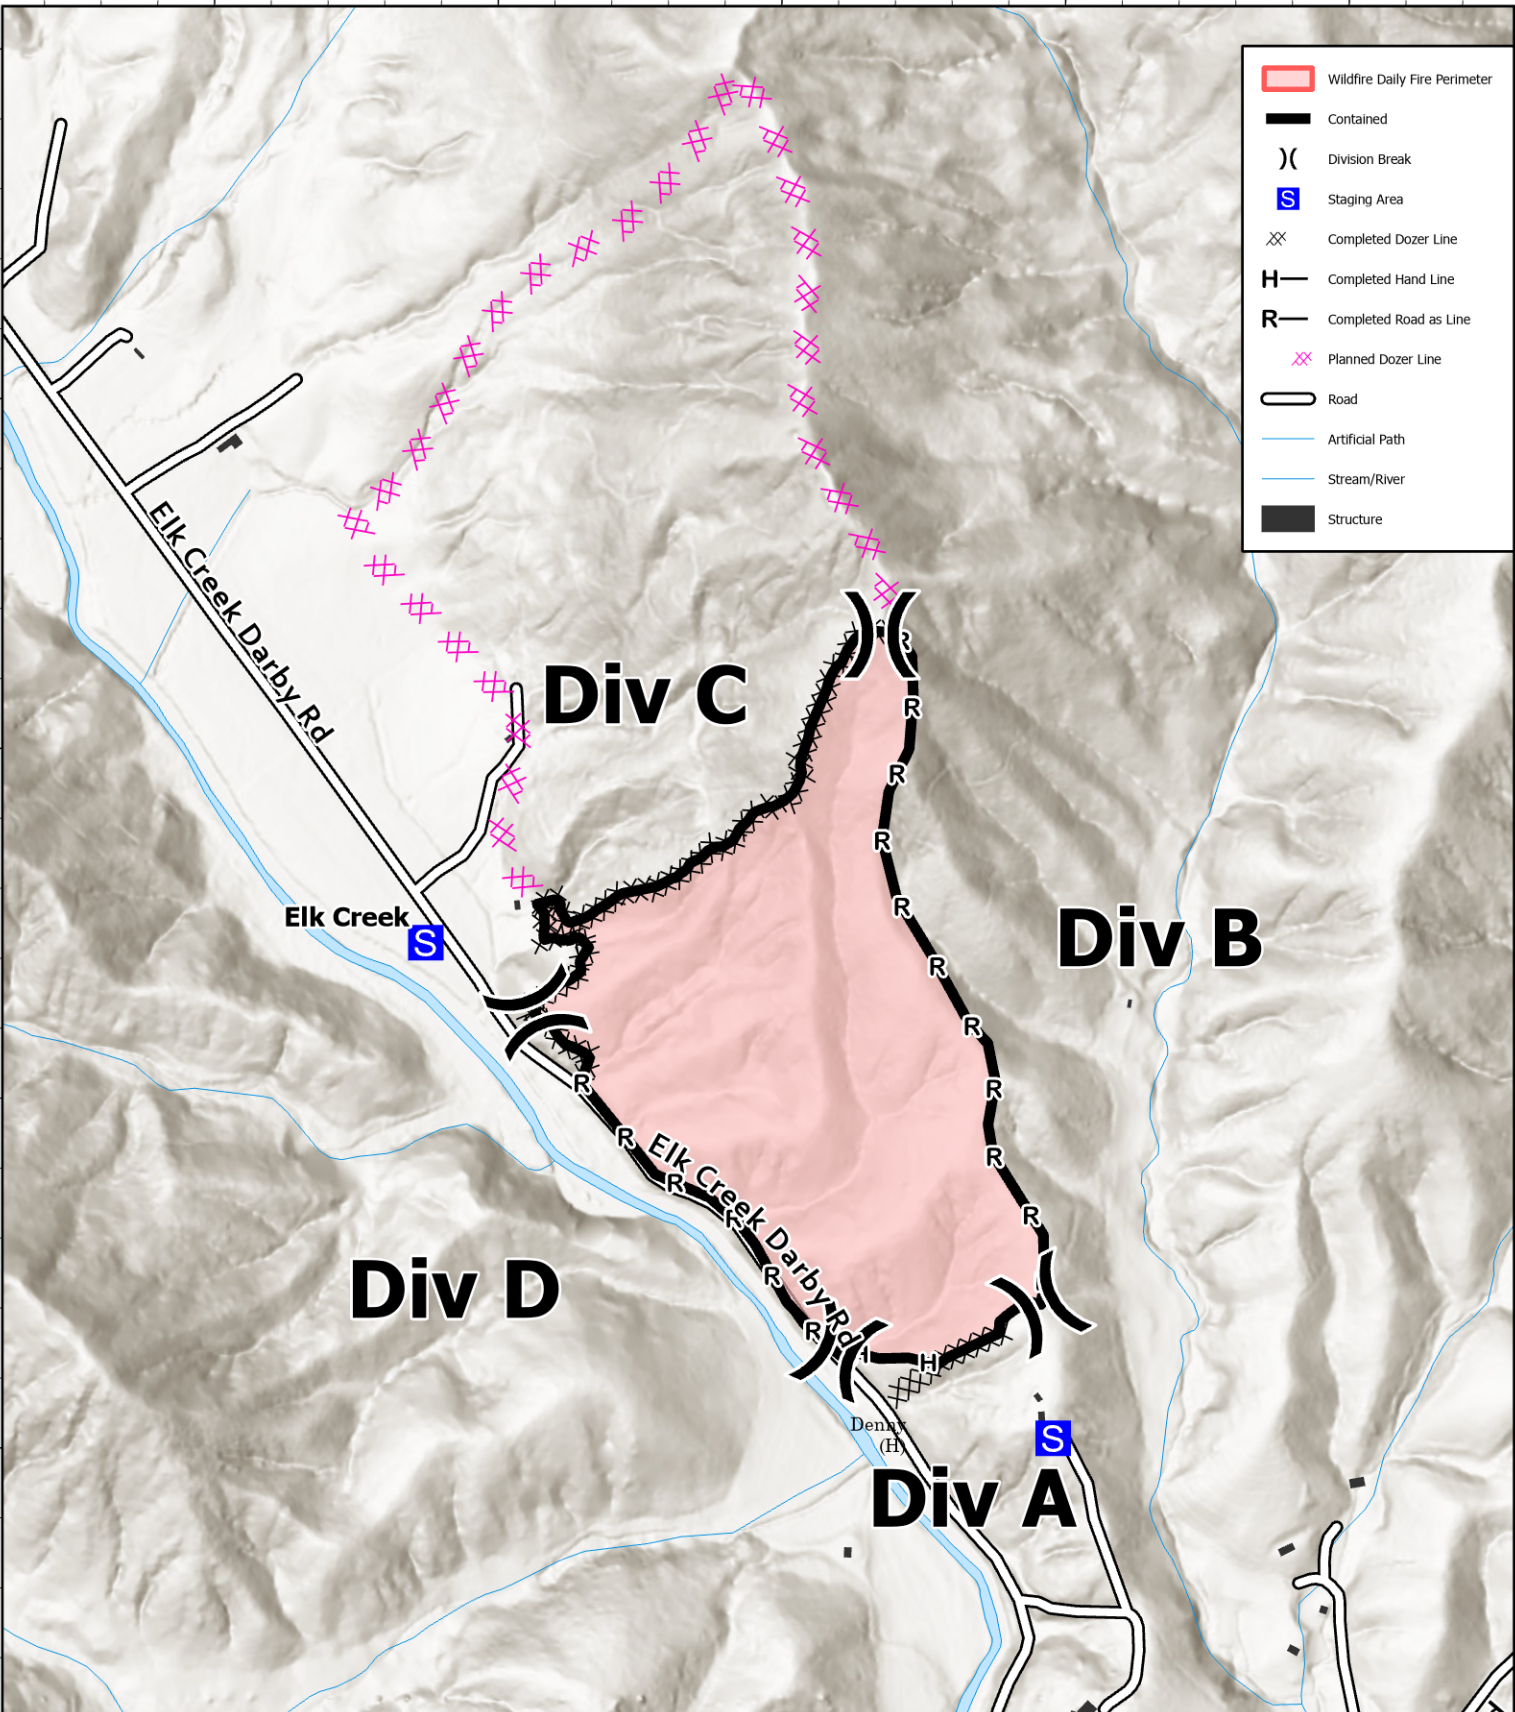 Wildfire Daily Fire Perimeter
Contained
)( Division Break
S Staging Area
Completed Dozer Line
H Completed Hand Line
R Completed Road as Line
Planned Dozer Line
Road
Artificial Path
Stream/River
Structure
Elk Creek Darby Rd
R
Div C
R
R
R
R
Elk Creek
S
Div B
R
R
R
R
R
R
Elk Creek Darby Rd
R
R
R
R
R
R
Div D
H
H
Denny
(H)
S
Div A